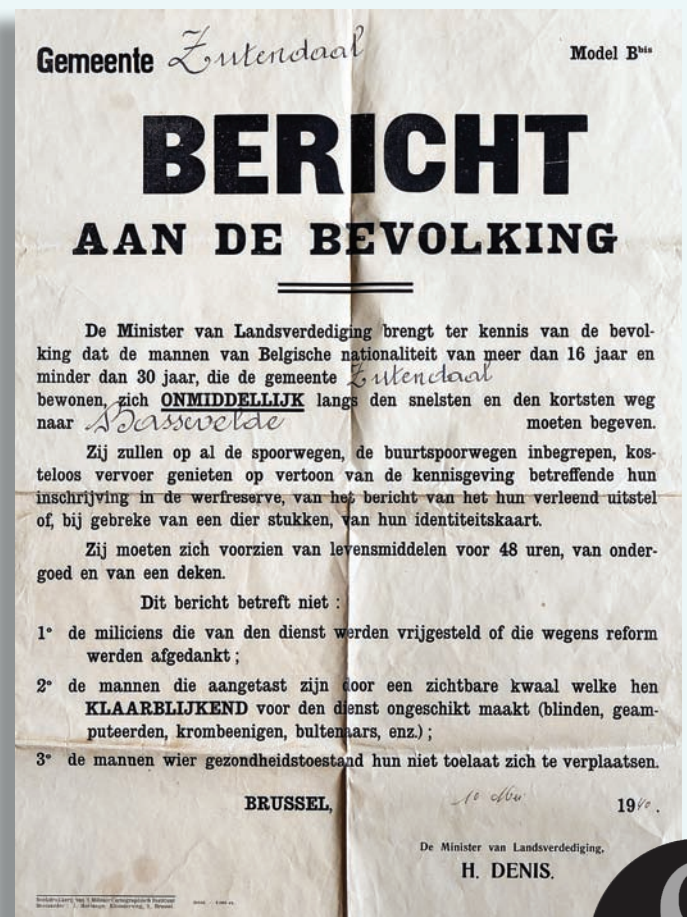 Gemeente Zutendaal Model Bbis
BERICHT
AAN DE BEVOLKING
De Minister van Landsverdediging brengt ter kennis van de bevol-
king dat de mannen van Belgische nationaliteit van meer dan 16 jaar en
minder dan 30 jaar, die de gemeente Zutendaal
bewonen, zich ONMIDDELLIJK langs den snelsten en den kortsten weg
naar Bassevelde moeten begeven.
Zij zullen op al de spoorwegen, de buurtspoorwegen inbegrepen, kos-
teloos vervoer genieten op vertoon van de kennisgeving betreffende hun
inschrijving in de werfreserve, van het bericht van het hun verleend uitstel
of, bij gebreke van een dier stukken, van hun identiteitskaart.
Zij moeten zich voorzien van levensmiddelen voor 48 uren, van onder-
goed en van een deken.
Dit bericht betreft niet :
1° de miliciens die van den dienst werden vrijgesteld of die wegens reform
werden afgedankt ;
2° de mannen die aangetast zijn door een zichtbare kwaal welke hen
KLAARBLIJKEND voor den dienst ongeschikt maakt (blinden, geam-
puteerden, krombeenigen, bultenaars, enz.) ;
3° de mannen wier gezondheidstoestand hun niet toelaat zich te verplaatsen.
BRUSSEL, 10 Mei 1940.
De Minister van Landsverdediging,
H. DENIS.